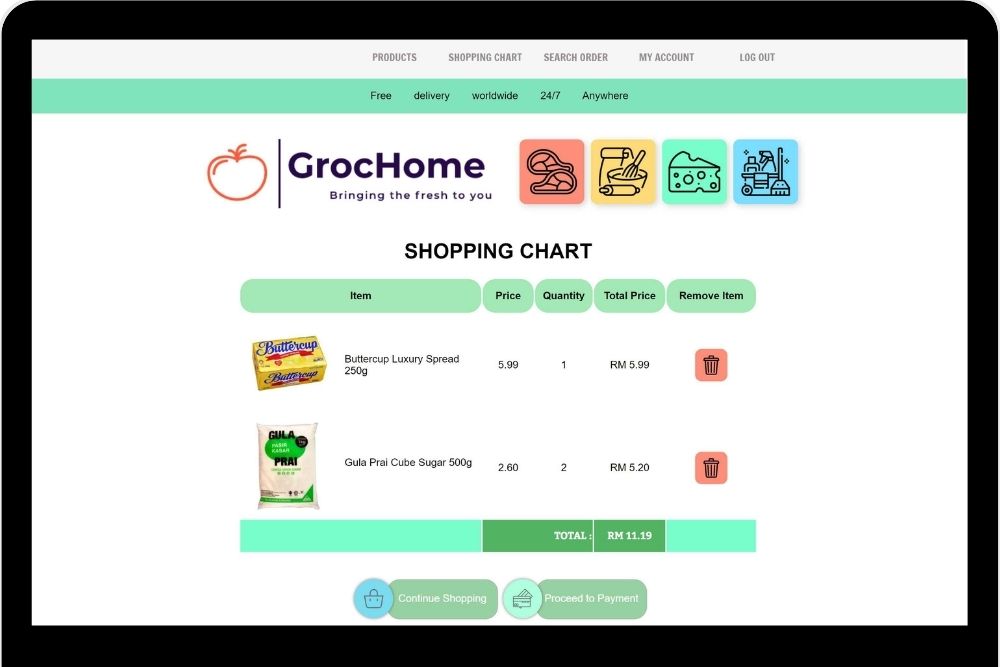 PRODUCTS SHOPPING CHART SEARCH ORDER MY ACCOUNT LOG OUT
Free delivery worldwide 24/7 Anywhere
GrocHome
Bringing the fresh to you
SHOPPING CHART
Item Price Quantity Total Price Remove Item
Buttercup
Buttercup
Buttercup Luxury Spread
250g
5.99 1 RM 5.99
GULA
PASIR
KASAR
PRAI
Gula Prai Cube Sugar 500g
2.60 2 RM 5.20
TOTAL : RM 11.19
Continue Shopping Proceed to Payment